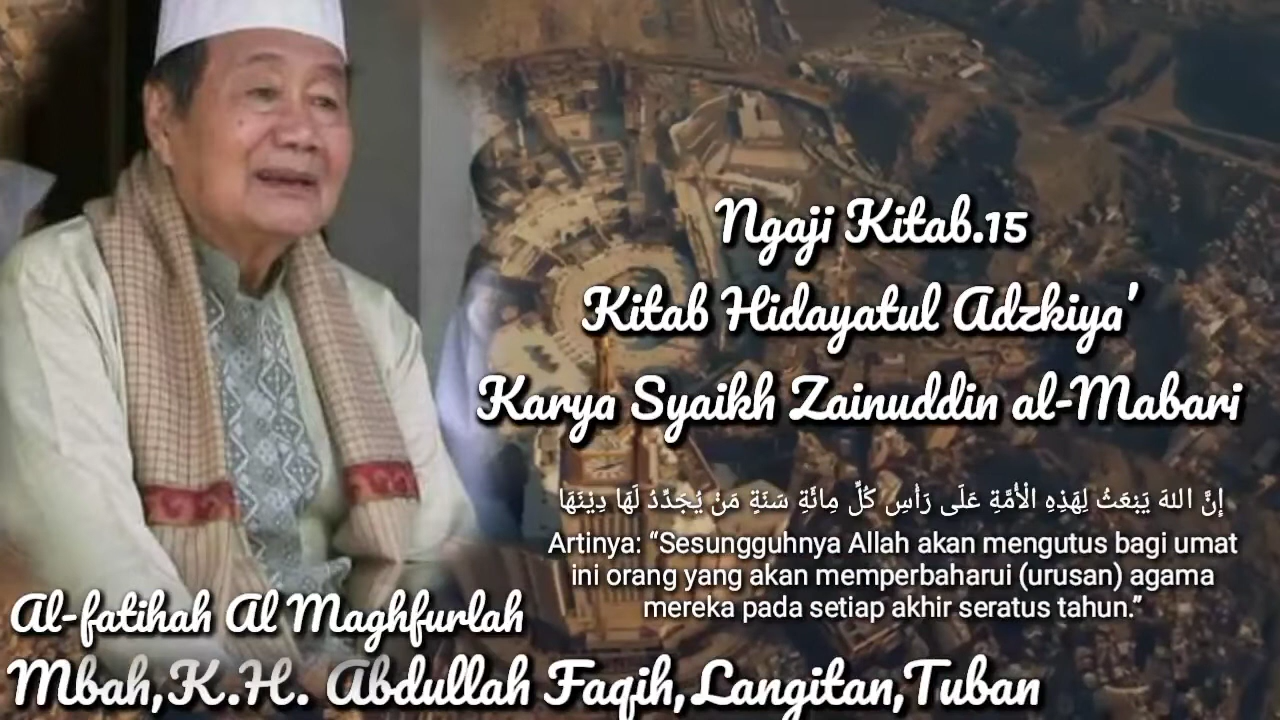 Ngaji Kitab.15
Kitab Hidayatul Adzkiya'
Karya Syaikh Zainuddin al-Mabari
إِنَّ اللهَ يَبْعَثُ لِهَذِهِ الْأُمَّةِ عَلَى رَأْسِ كُلِّ مِائَةِ سَنَةٍ مَنْ يُجَدِّدُ لَهَا دِيْنَهَا
Artinya: “Sesungguhnya Allah akan mengutus bagi umat
ini orang yang akan memperbaharui (urusan) agama
mereka pada setiap akhir seratus tahun.”
Al-fatihah Al Maghfurlah
Mbah,K.H. Abdullah Faqih,Langitan,Tuban